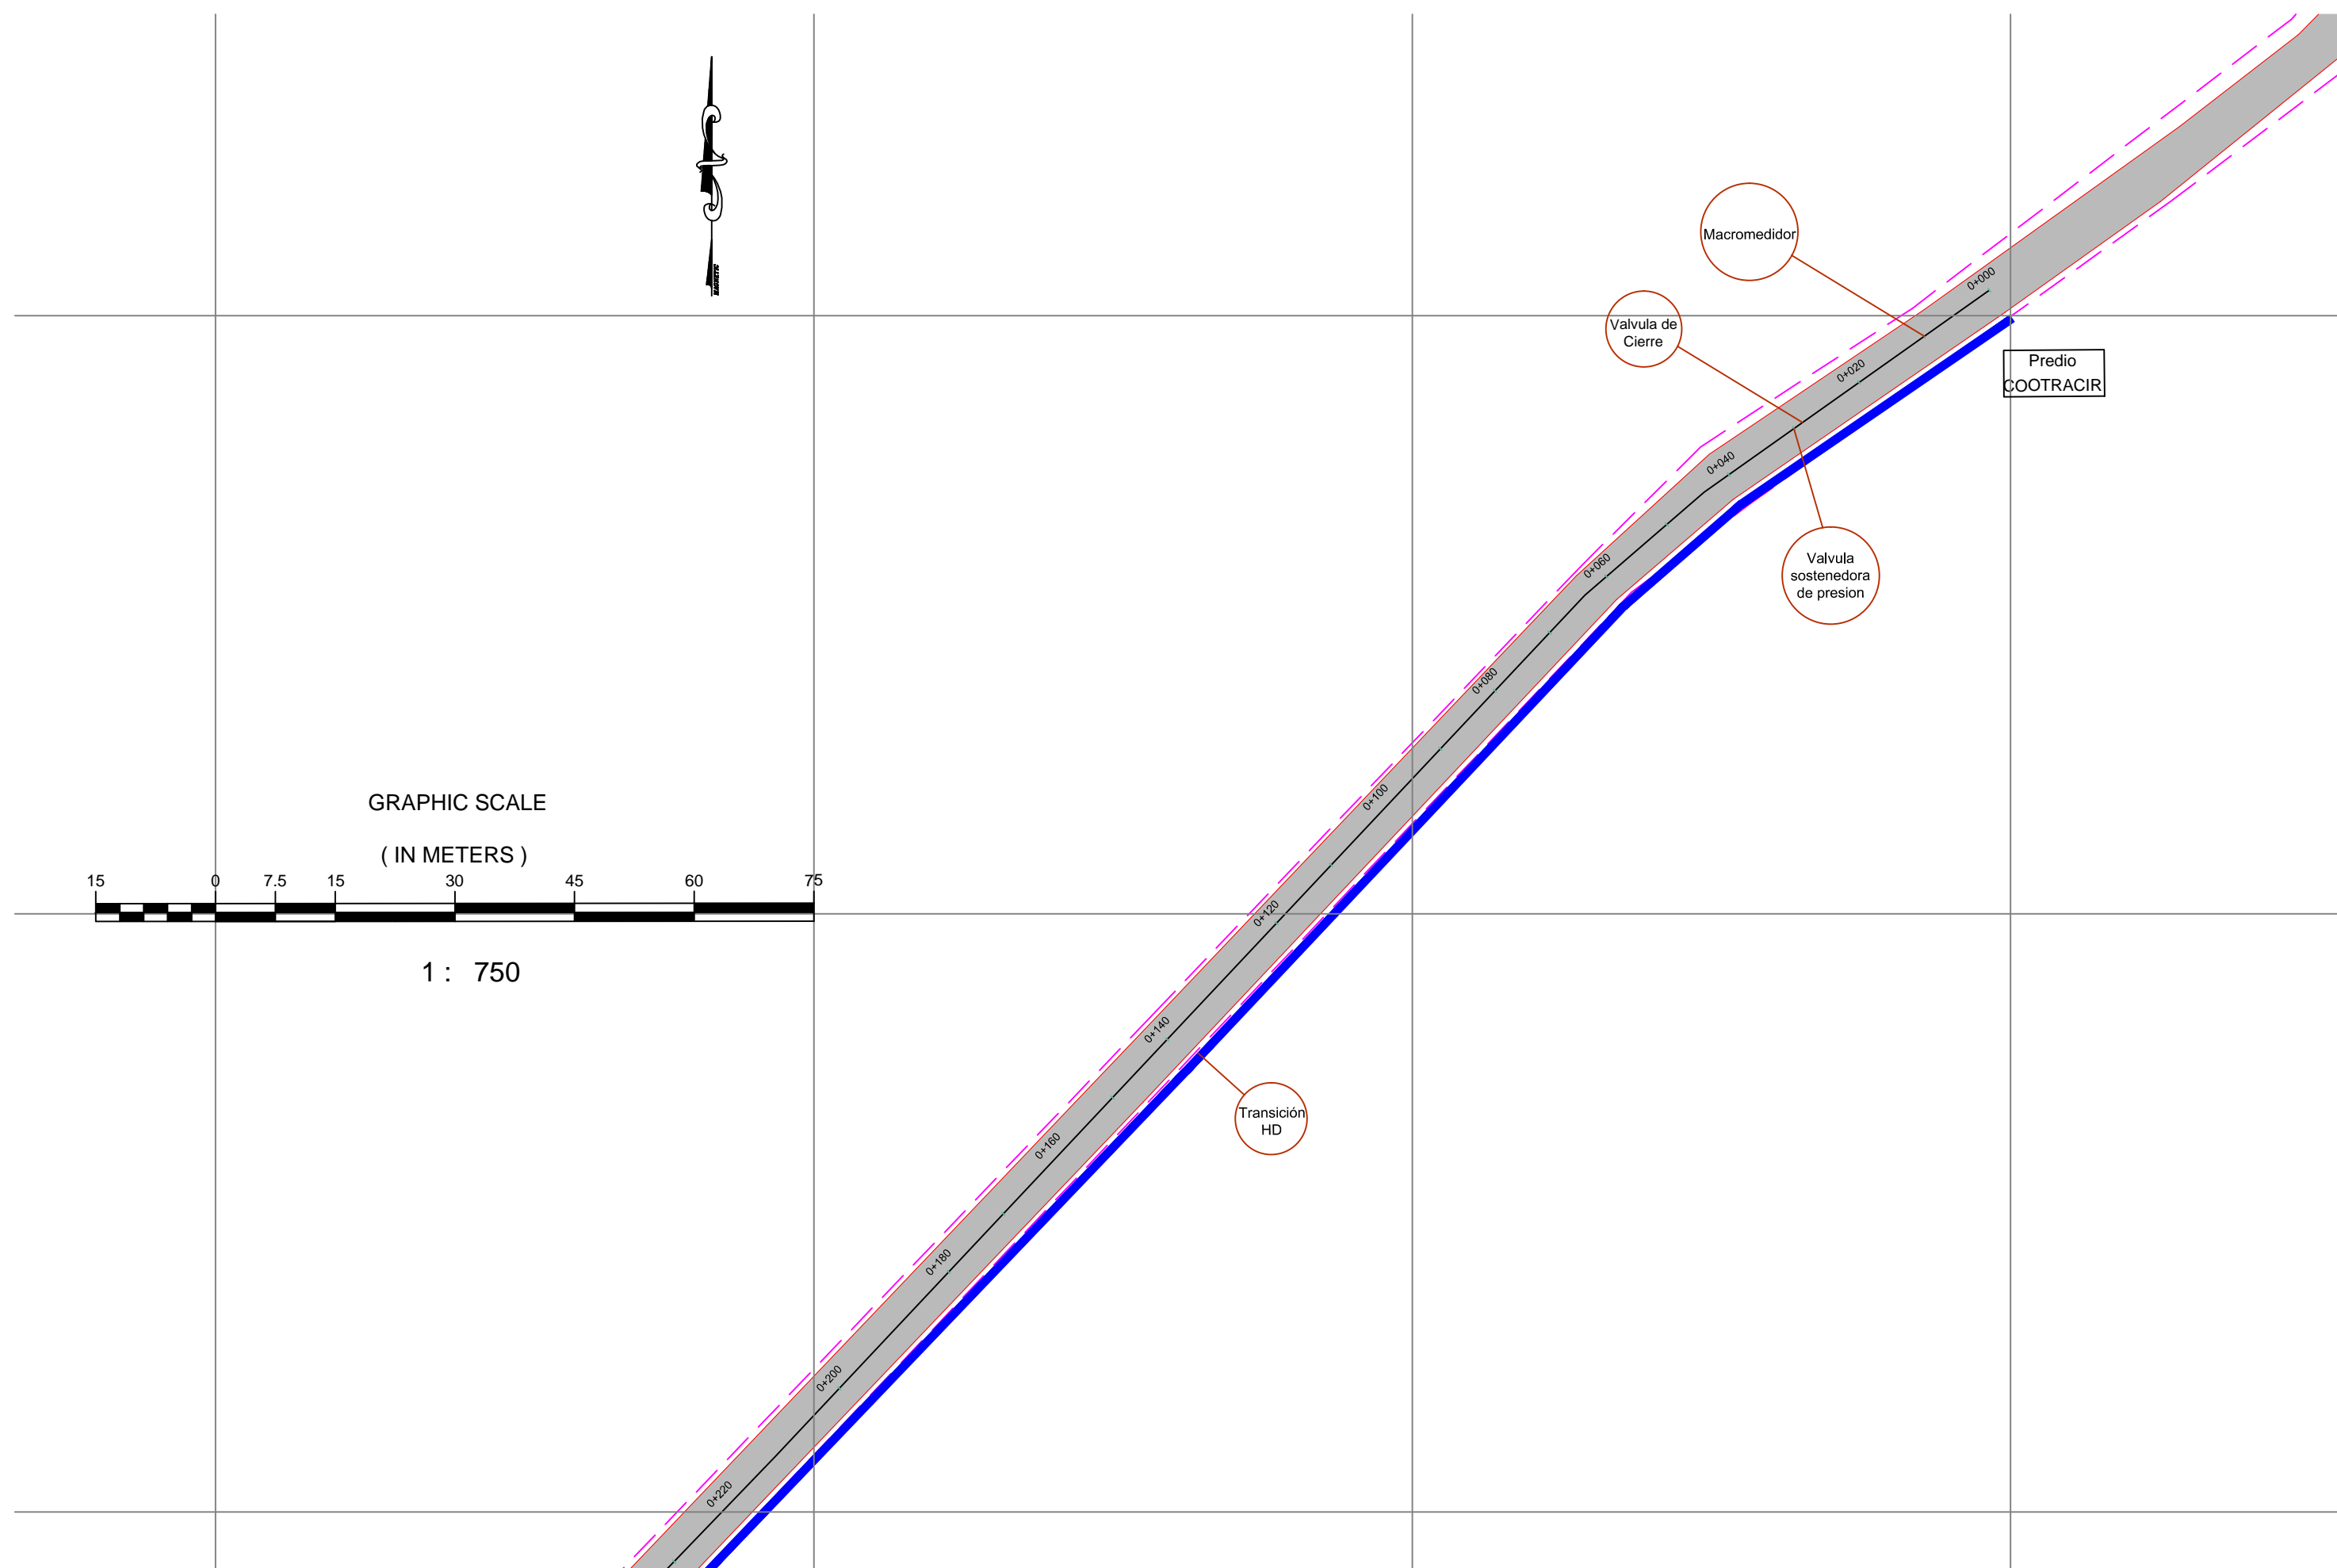 MAGNETIC
Macromedidor
0+000
Valvula de
Cierre
0+020
Predio
COOTRACIR
0+040
Valvula
sostenedora
de presion
0+060
0+080
0+100
GRAPHIC SCALE
( IN METERS )
15 0 7.5 15 30 45 60 75
1 : 750
0+120
0+140
Transición
HD
0+160
0+180
0+200
0+220